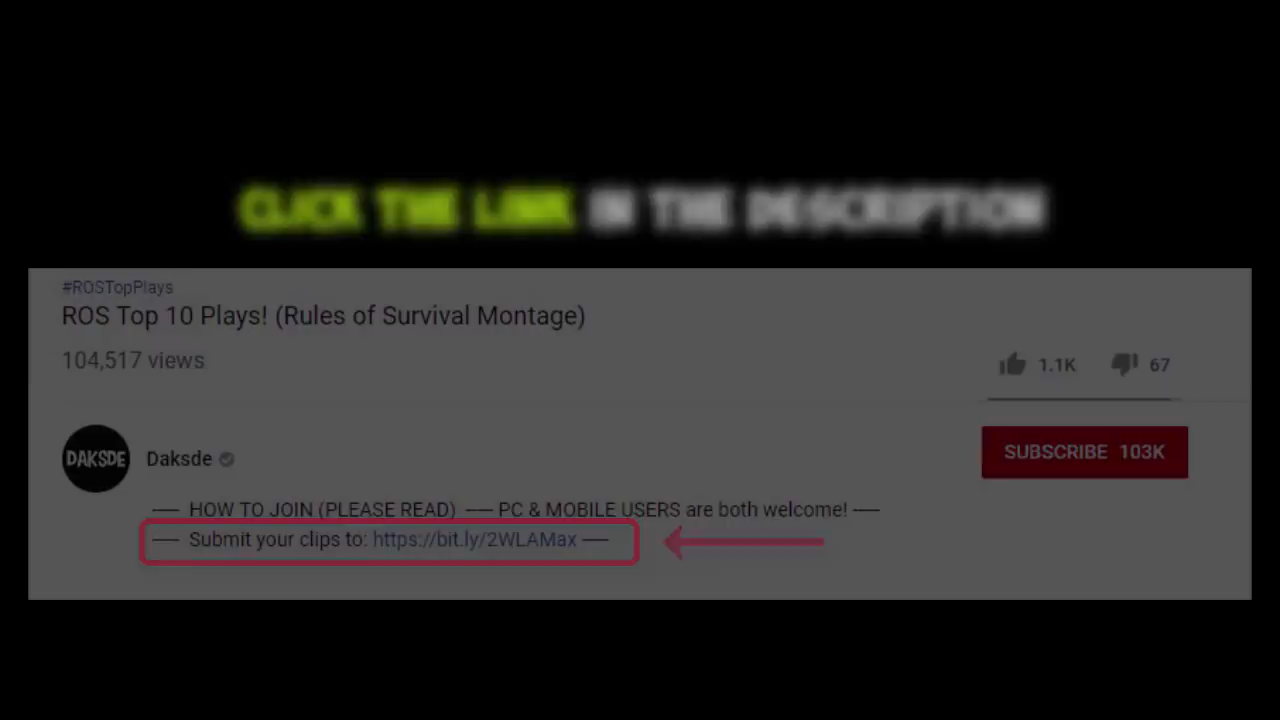 CLICK THE LINK IN THE DESCRIPTION
#ROSTopPlays
ROS Top 10 Plays! (Rules of Survival Montage)
104,517 views
1.1K 67
DAKSDE
Daksde
SUBSCRIBE 103K
── HOW TO JOIN (PLEASE READ) ── PC & MOBILE USERS are both welcome! ──
── Submit your clips to: https://bit.ly/2WLAMax ──